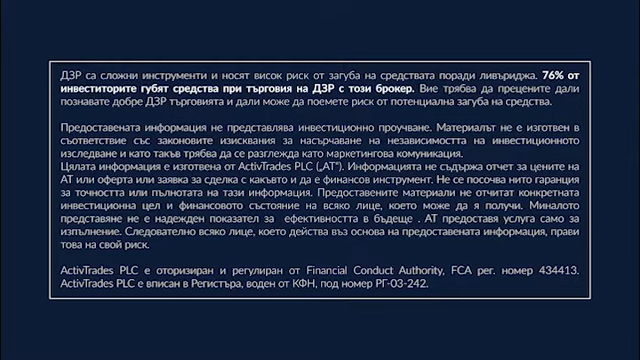 ДЗР са сложни инструменти и носят висок риск от загуба на средствата поради ливъриджа. 76% от
инвеститорите губят средства при търговия на ДЗР с този брокер. Вие трябва да прецените дали
познавате добре ДЗР търговията и дали може да поемете риск от потенциална загуба на средства.
Предоставената информация не представлява инвестиционно проучване. Материалът не е изготвен в
съответствие със законовите изисквания за насърчаване на независимостта на инвестиционното
изследване и като такъв трябва да се разглежда като маркетингова комуникация.
Цялата информация е изготвена от ActivTrades PLC („AT"). Информацията не съдържа отчет за цените на
AT или оферта или заявка за сделка с какъвто и да е финансов инструмент. Не се посочва нито гаранция
за точността или пълнотата на тази информация. Предоставените материали не отчитат конкретната
инвестиционна цел и финансовото състояние на всяко лице, което може да я получи. Миналото
представяне не е надежден показател за ефективността в бъдеще . AT предоставя услуга само за
изпълнение. Следователно всяко лице, което действа въз основа на предоставената информация, прави
това на свой риск.
ActivTrades PLC е оторизиран и регулиран от Financial Conduct Authority, FCA рег. номер 434413.
ActivTrades PLC е вписан в Регистъра, воден от КФН, под номер РГ-03-242.